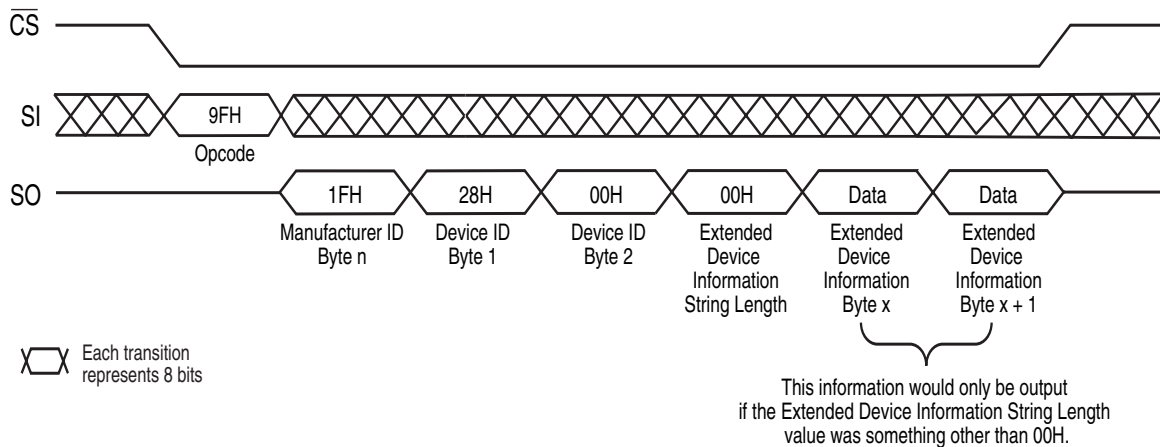 CS
SI
9FH
Opcode
SO
1FH
28H
00H
00H
Data
Data
Manufacturer ID
Byte n
Device ID
Byte 1
Device ID
Byte 2
Extended
Device
Information
String Length
Extended
Device
Information
Byte x
Extended
Device
Information
Byte x + 1
Each transition
represents 8 bits
This information would only be output
if the Extended Device Information String Length
value was something other than 00H.